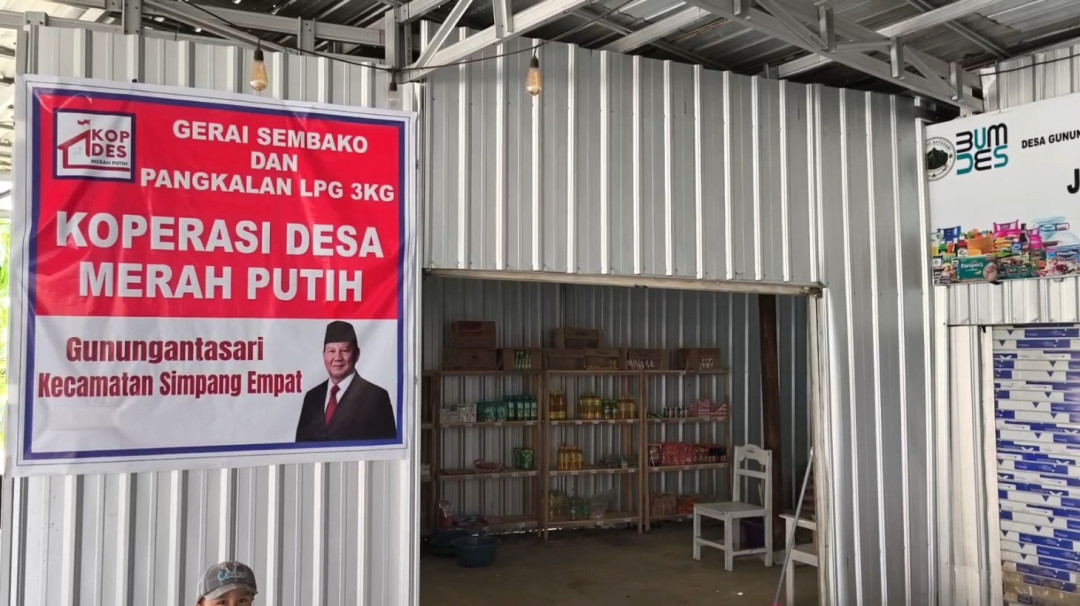 KOP
DES
MERAH PUTIH
GERAI SEMBAKO
DAN
PANGKALAN LPG 3KG
KOPERASI DESA
MERAH PUTIH
Gunungantasari
Kecamatan Simpang Empat
BUM
DES
DESA GUNUN
J